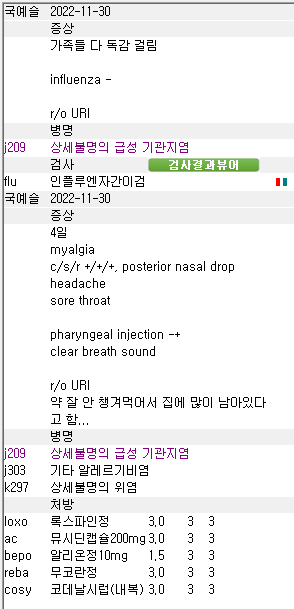 국예슬 2022-11-30
증상
가족들 다 독감 걸림
influenza -
r/o URI
병명
j209 상세불명의 급성 기관지염
검사 검사결과뷰어
flu 인플루엔자간이검
국예슬 2022-11-30
증상
4일
myalgia
c/s/r +/+/+, posterior nasal drop
headache
sore throat
pharyngeal injection -+
clear breath sound
r/o URI
약 잘 안 챙겨먹어서 집에 많이 남아있다
고 함...
병명
j209 상세불명의 급성 기관지염
j303 기타 알레르기비염
k297 상세불명의 위염
처방
loxo 록스파인정 3.0 3 3
ac 뮤시딘캡슐200mg 3.0 3 3
bepo 알리온정10mg 1.5 3 3
reba 무코란정 3.0 3 3
cosy 코데날시럽(내복) 3.0 3 3